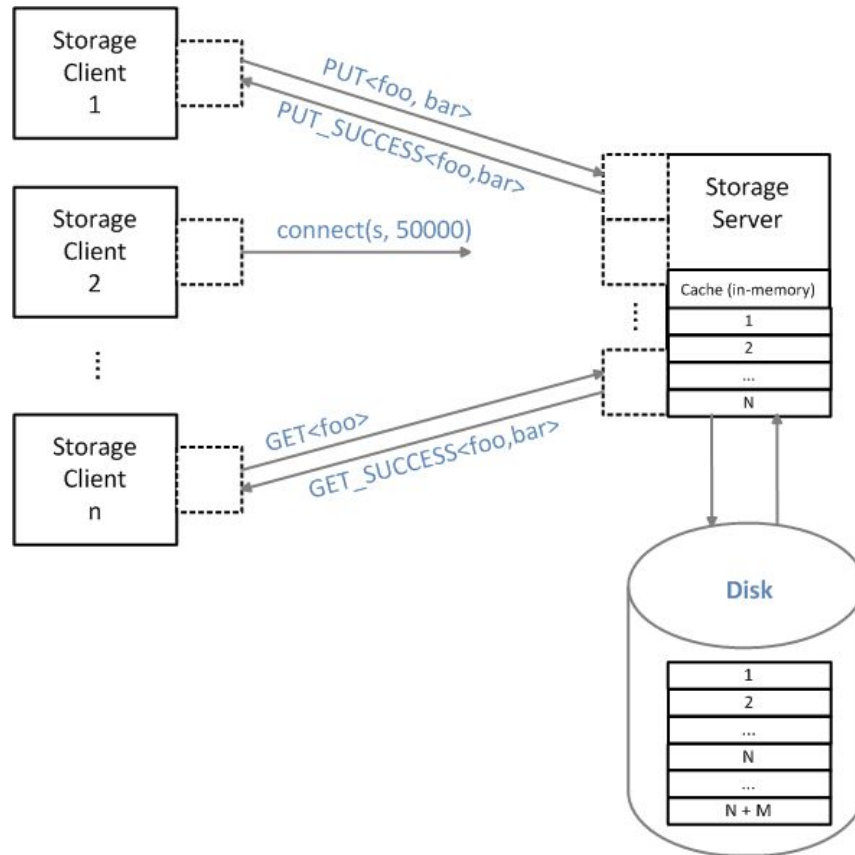 Storage
Client
1
PUT<foo, bar>
PUT_SUCCESS<foo,bar>
Storage
Server
Storage
Client
2
connect(s, 50000)
Cache (in-memory)
1
2
...
N
Storage
Client
n
GET<foo>
GET_SUCCESS<foo,bar>
Disk
1
2
...
N
...
N + M